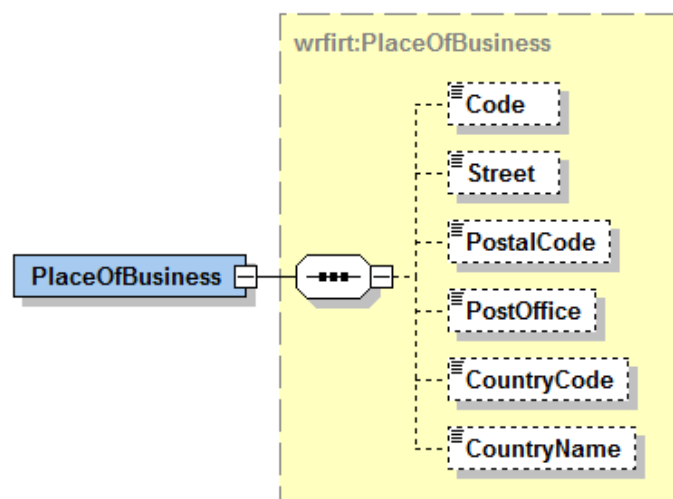 wrfirt:PlaceOfBusiness
Code
Street
PostalCode
PlaceOfBusiness
PostOffice
CountryCode
CountryName